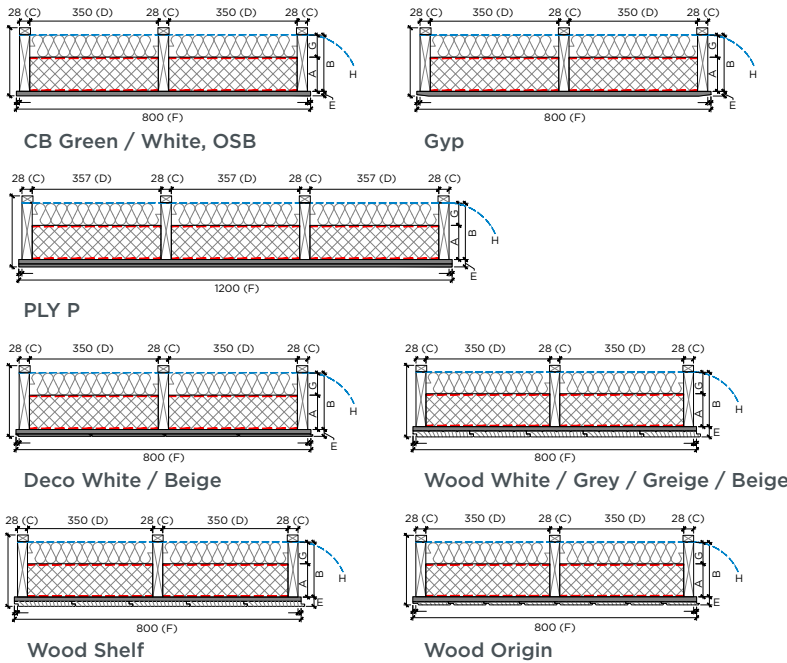 28 (C) 350 (D) 28 (C) 350 (D) 28 (C)
G
A
B
H
E
800 (F)
CB Green / White, OSB
28 (C) 350 (D) 28 (C) 350 (D) 28 (C)
G
A
B
H
E
800 (F)
Gyp
28 (C) 357 (D) 28 (C) 357 (D) 28 (C) 357 (D) 28 (C)
G
A
B
H
E
1200 (F)
PLY P
28 (C) 350 (D) 28 (C) 350 (D) 28 (C)
G
A
B
H
E
800 (F)
Deco White / Beige
28 (C) 350 (D) 28 (C) 350 (D) 28 (C)
G
A
B
H
E
800 (F)
Wood White / Grey / Greige / Beige
28 (C) 350 (D) 28 (C) 350 (D) 28 (C)
G
A
B
H
E
800 (F)
Wood Shelf
28 (C) 350 (D) 28 (C) 350 (D) 28 (C)
G
A
B
H
E
800 (F)
Wood Origin